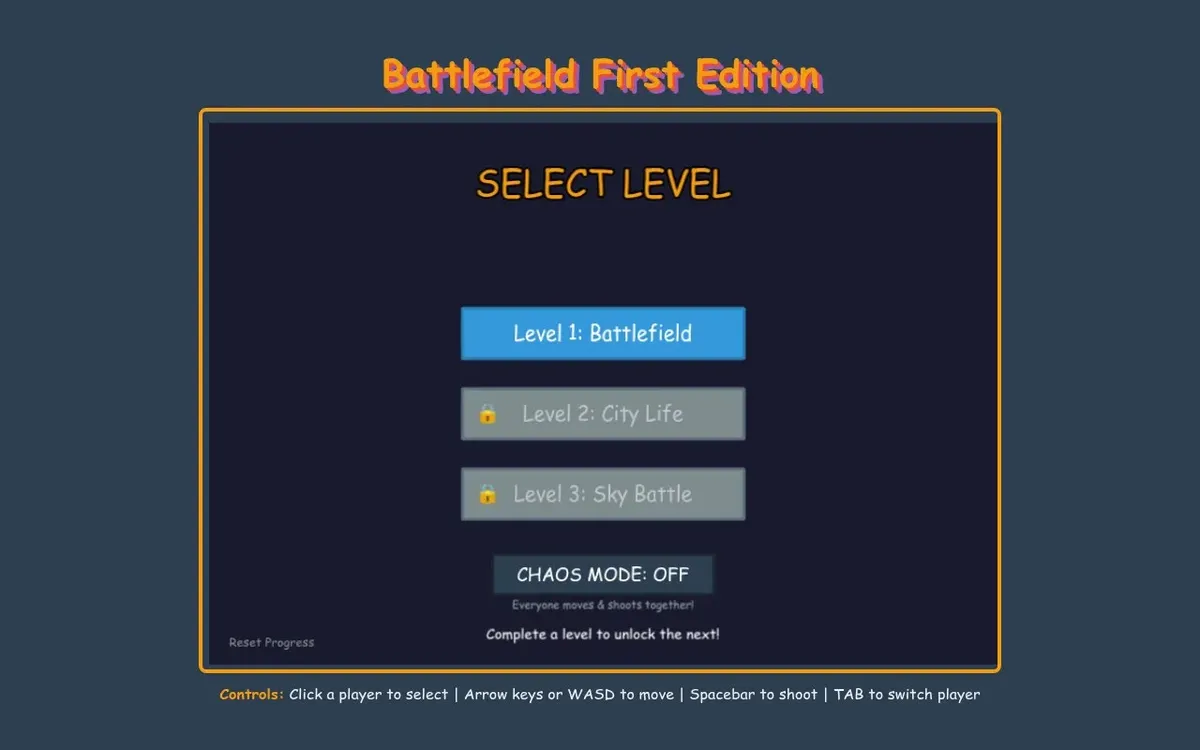 Battlefield First Edition
SELECT LEVEL
Level 1: Battlefield
Level 2: City Life
Level 3: Sky Battle
CHAOS MODE: OFF
Everyone moves & shoots together!
Complete a level to unlock the next!
Reset Progress
Controls: Click a player to select | Arrow keys or WASD to move | Spacebar to shoot | TAB to switch player